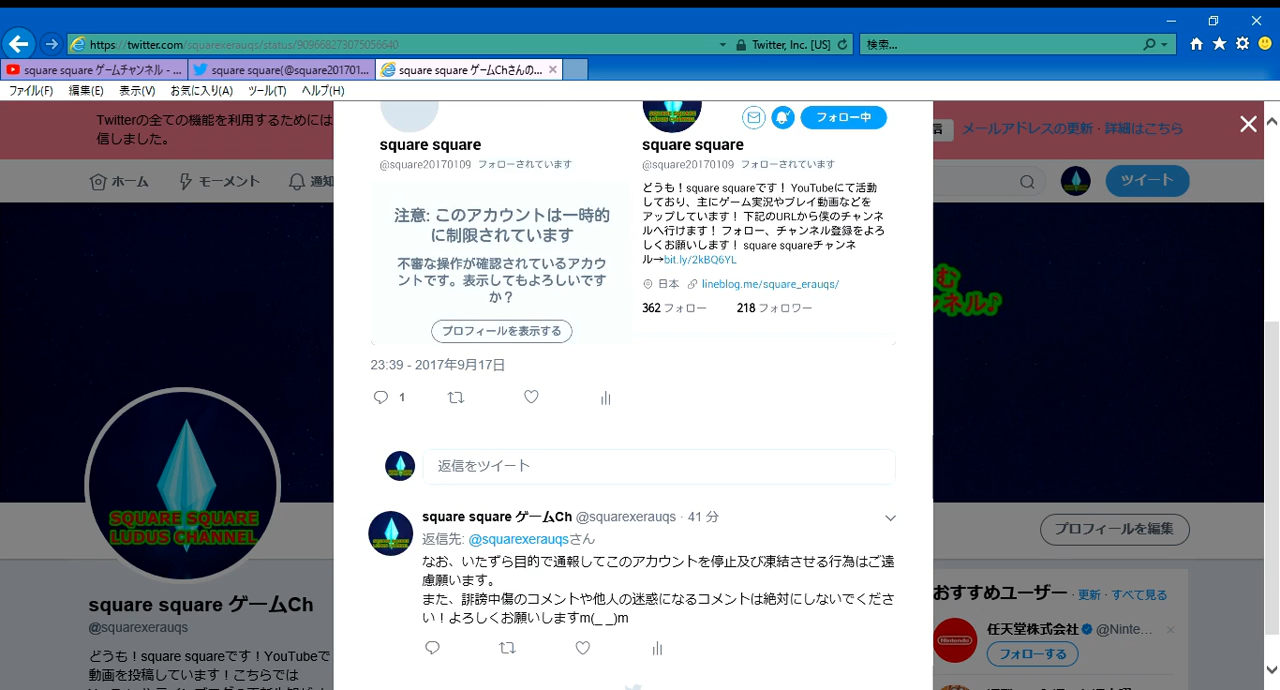 https://twitter.com/squarexerauqs/status/909668273075056640
Twitter, Inc. [US]
検索...
square square ゲームチャンネル - ...
square square(@square201701...
square square ゲームChさんの...
ファイル(F) 編集(E) 表示(V) お気に入り(A) ツール(T) ヘルプ(H)
Twitterの全ての機能を利用するためには
信しました。
信
メールアドレスの更新・詳細はこちら
ホーム
モーメント
通知
ツイート
square square
@square20170109 フォローされています
注意: このアカウントは一時的
に制限されています
不審な操作が確認されているアカウ
ントです。表示してもよろしいです
か?
プロフィールを表示する
フォロー中
square square
@square20170109 フォローされています
どうも!square squareです! YouTubeにて活動
しており、主にゲーム実況やプレイ動画などを
アップしています! 下記のURLから僕のチャンネ
ルへ行けます! フォロー、チャンネル登録をよろ
しくお願いします! square squareチャンネ
ル→bit.ly/2kBQ6YL
日本 lineblog.me/square_erauqs/
362 フォロー 218 フォロワー
23:39 - 2017年9月17日
1
返信をツイート
square square ゲームCh @squarexerauqs · 41 分
返信先: @squarexerauqsさん
なお、いたずら目的で通報してこのアカウントを停止及び凍結させる行為はご遠
慮願います。
また、誹謗中傷のコメントや他人の迷惑になるコメントは絶対にしないでくださ
い!よろしくお願いしますm(_ _)m
SQUARE SQUARE
LUDUS CHANNEL
square square ゲームCh
@squarexerauqs
どうも!square squareです!YouTubeで
動画を投稿しています!こちらでは
む
ンネル♪
プロフィールを編集
おすすめユーザー · 更新 · すべて見る
Nintendo
任天堂株式会社 @Ninte...
フォローする